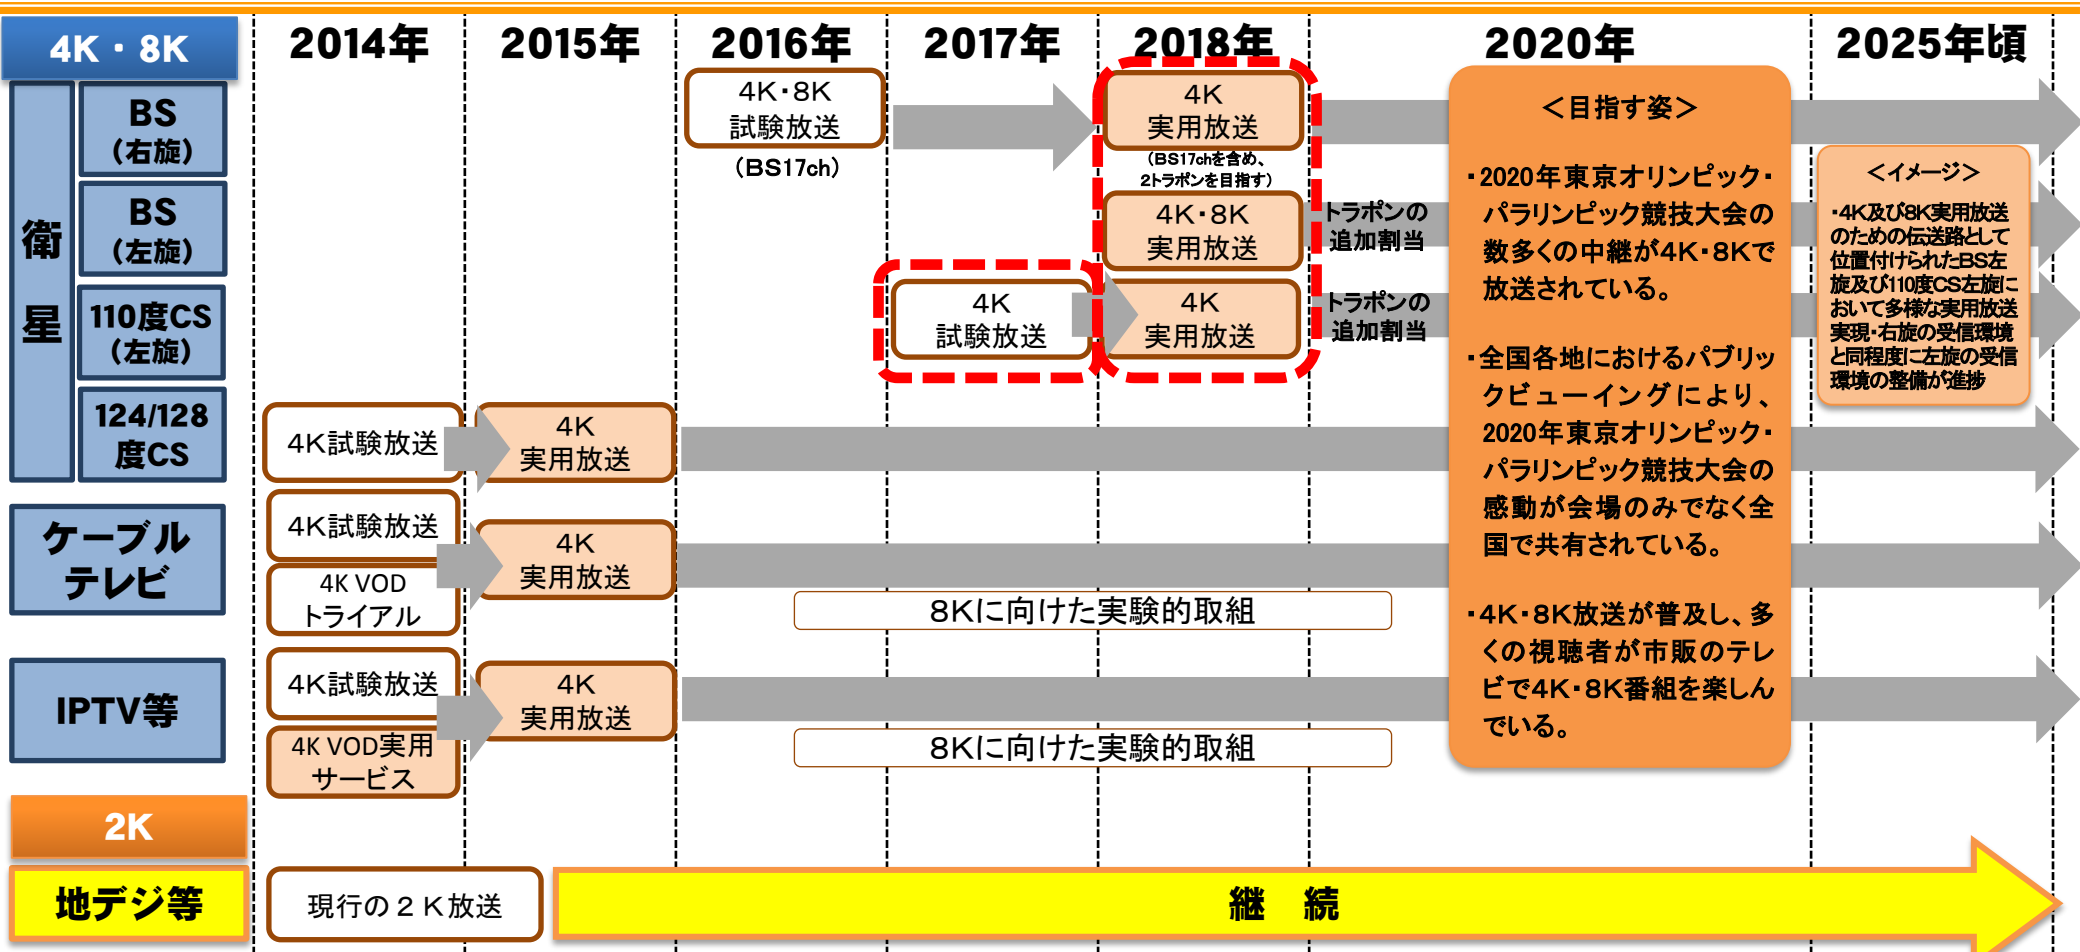 4K・8K
2014年
2015年
2016年
2017年
2018年
2020年
2025年頃
衛星
BS
(右旋)
4K・8K
試験放送
(BS17ch)
4K
実用放送
(BS17chを含め、
2トラポンを目指す)
BS
(左旋)
4K・8K
実用放送
トラポンの
追加割当
110度CS
(左旋)
4K
試験放送
4K
実用放送
トラポンの
追加割当
124/128
度CS
4K試験放送
4K
実用放送
ケーブル
テレビ
4K試験放送
4K VOD
トライアル
4K
実用放送
8Kに向けた実験的取組
IPTV等
4K試験放送
4K VOD実用
サービス
4K
実用放送
8Kに向けた実験的取組
＜目指す姿＞
・2020年東京オリンピック・
パラリンピック競技大会の
数多くの中継が4K・8Kで
放送されている。
・全国各地におけるパブリッ
クビューイングにより、
2020年東京オリンピック・
パラリンピック競技大会の
感動が会場のみでなく全
国で共有されている。
・4K・8K放送が普及し、多
くの視聴者が市販のテレ
ビで4K・8K番組を楽しん
でいる。
＜イメージ＞
・4K及び8K実用放送
のための伝送路として
位置付けられたBS左
旋及び110度CS左旋に
おいて多様な実用放送
実現・右旋の受信環境
と同程度に左旋の受信
環境の整備が進捗
2K
地デジ等
現行の２Ｋ放送
継　続